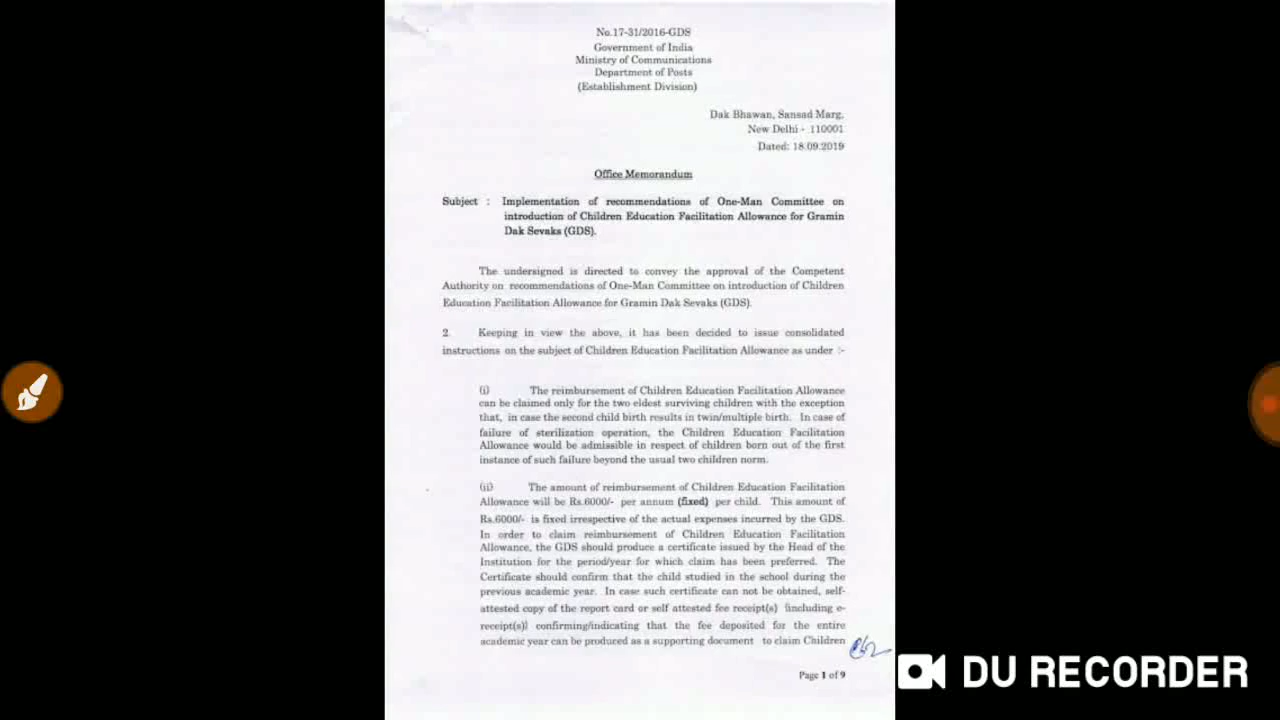 No.17-31/2016-GDS
Government of India
Ministry of Communications
Department of Posts
(Establishment Division)
Dak Bhawan, Sansad Marg,
New Delhi - 110001
Dated: 18.09.2019
Office Memorandum
Subject : Implementation of recommendations of One-Man Committee on
introduction of Children Education Facilitation Allowance for Gramin
Dak Sevaks (GDS).
The undersigned is directed to convey the approval of the Competent
Authority on recommendations of One-Man Committee on introduction of Children
Education Facilitation Allowance for Gramin Dak Sevaks (GDS).
2. Keeping in view the above, it has been decided to issue consolidated
instructions on the subject of Children Education Facilitation Allowance as under :-
(i) The reimbursement of Children Education Facilitation Allowance
can be claimed only for the two eldest surviving children with the exception
that, in case the second child birth results in twin/multiple birth. In case of
failure of sterilization operation, the Children Education Facilitation
Allowance would be admissible in respect of children born out of the first
instance of such failure beyond the usual two children norm.
(ii) The amount of reimbursement of Children Education Facilitation
Allowance will be Rs.6000/- per annum (fixed) per child. This amount of
Rs.6000/- is fixed irrespective of the actual expenses incurred by the GDS.
In order to claim reimbursement of Children Education Facilitation
Allowance, the GDS should produce a certificate issued by the Head of the
Institution for the period/year for which claim has been preferred. The
Certificate should confirm that the child studied in the school during the
previous academic year. In case such certificate can not be obtained, self-
attested copy of the report card or self attested fee receipt(s) (including e-
receipt(s)) confirming/indicating that the fee deposited for the entire
academic year can be produced as a supporting document to claim Children
Page 1 of 9
DU RECORDER